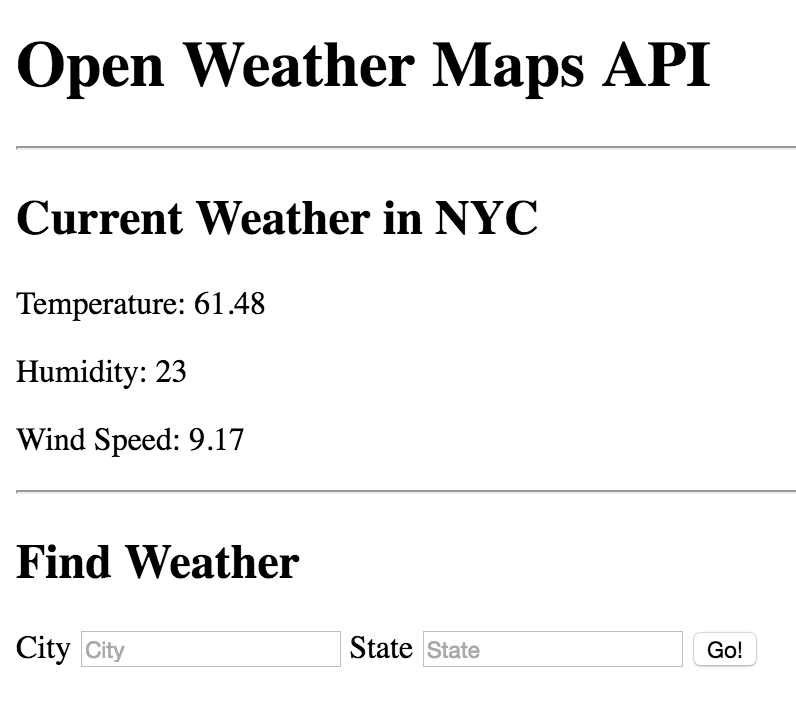 Open Weather Maps API
Current Weather in NYC
Temperature: 61.48
Humidity: 23
Wind Speed: 9.17
Find Weather
City City State State Go!